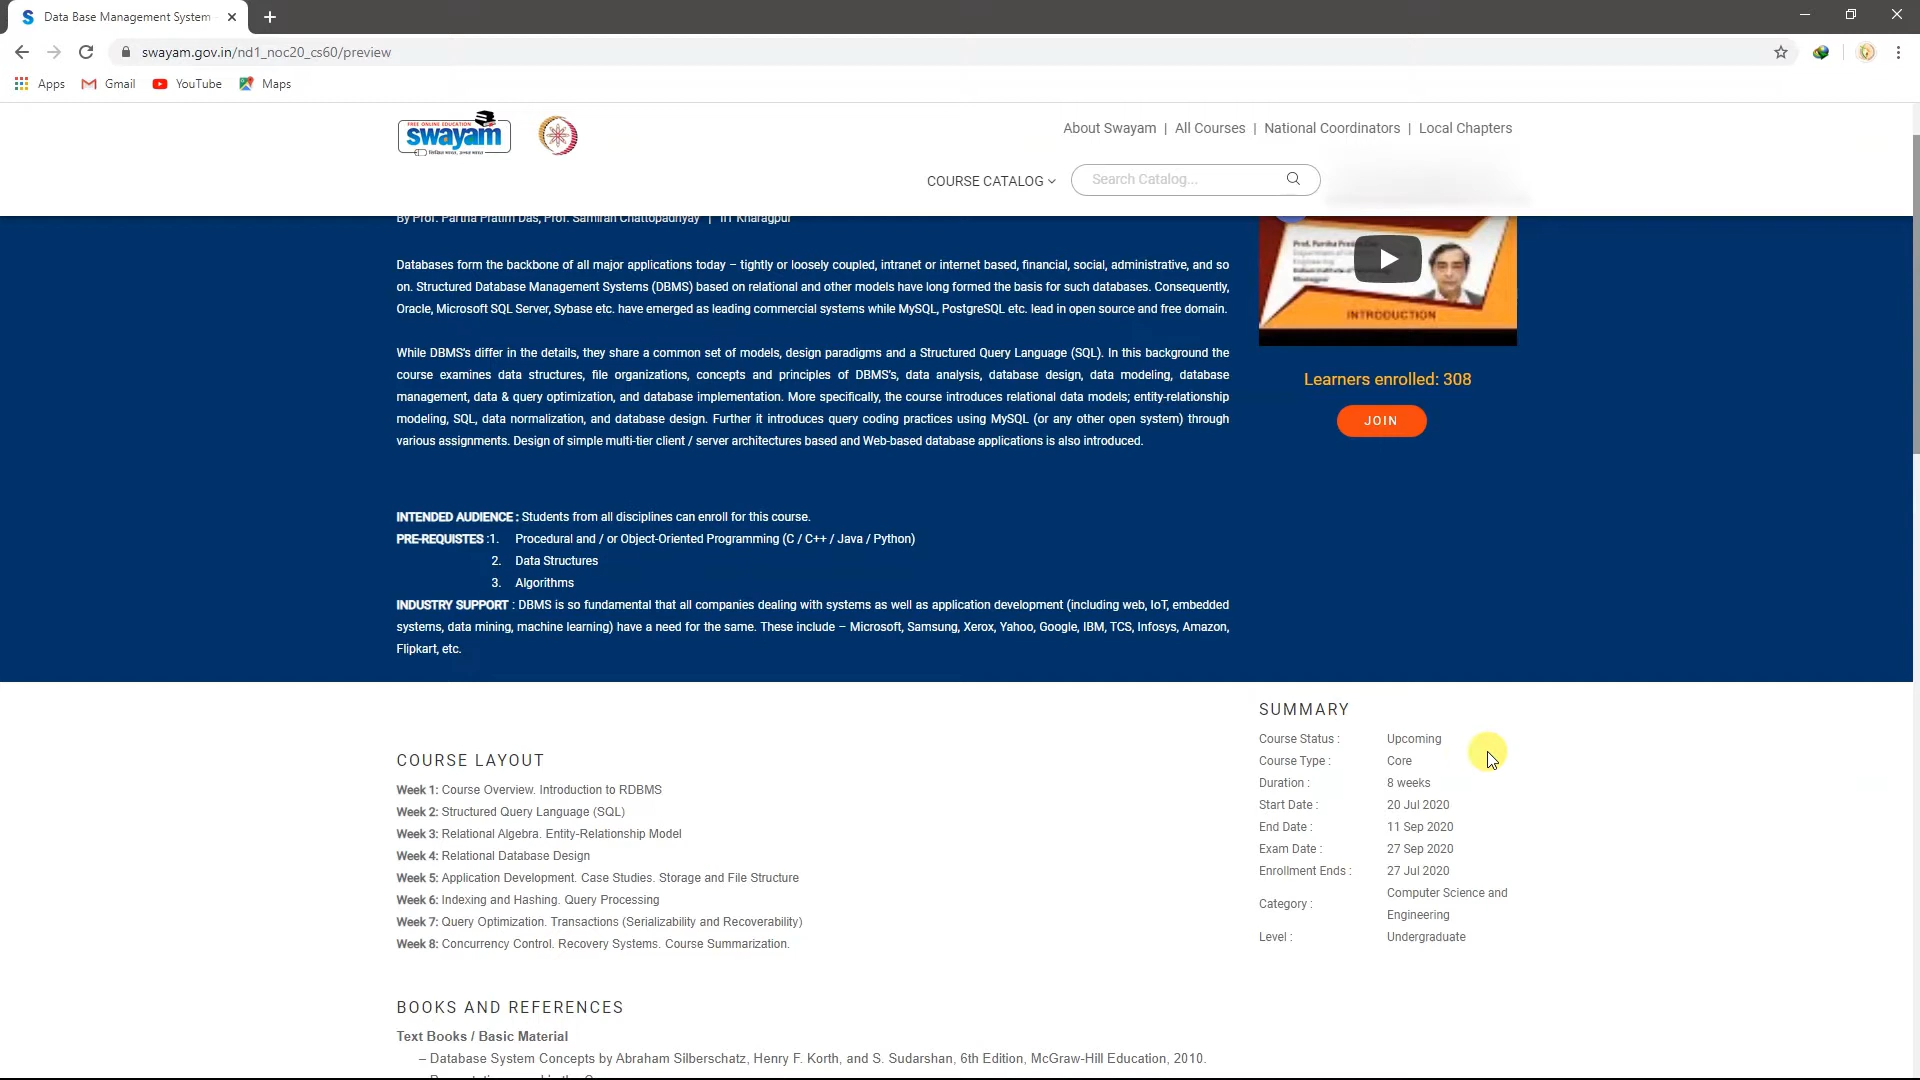 Data Base Management System
swayam.gov.in/nd1_noc20_cs60/preview
Apps Gmail YouTube Maps
FREE ONLINE EDUCATION
swayam
About Swayam | All Courses | National Coordinators | Local Chapters
COURSE CATALOG Search Catalog...
By Prof. Partha Pratim Das, Prof. Samiran Chattopadhyay | IIT Kharagpur
Databases form the backbone of all major applications today – tightly or loosely coupled, intranet or internet based, financial, social, administrative, and so
on. Structured Database Management Systems (DBMS) based on relational and other models have long formed the basis for such databases. Consequently,
Oracle, Microsoft SQL Server, Sybase etc. have emerged as leading commercial systems while MySQL, PostgreSQL etc. lead in open source and free domain.
While DBMS’s differ in the details, they share a common set of models, design paradigms and a Structured Query Language (SQL). In this background the
course examines data structures, file organizations, concepts and principles of DBMS’s, data analysis, database design, data modeling, database
management, data & query optimization, and database implementation. More specifically, the course introduces relational data models; entity-relationship
modeling, SQL, data normalization, and database design. Further it introduces query coding practices using MySQL (or any other open system) through
various assignments. Design of simple multi-tier client / server architectures based and Web-based database applications is also introduced.
INTENDED AUDIENCE : Students from all disciplines can enroll for this course.
PRE-REQUISTES :1. Procedural and / or Object-Oriented Programming (C / C++ / Java / Python)
2. Data Structures
3. Algorithms
INDUSTRY SUPPORT : DBMS is so fundamental that all companies dealing with systems as well as application development (including web, IoT, embedded
systems, data mining, machine learning) have a need for the same. These include – Microsoft, Samsung, Xerox, Yahoo, Google, IBM, TCS, Infosys, Amazon,
Flipkart, etc.
Prof. Partha Pratim Das
INTRODUCTION
Learners enrolled: 308
JOIN
COURSE LAYOUT
Week 1: Course Overview. Introduction to RDBMS
Week 2: Structured Query Language (SQL)
Week 3: Relational Algebra. Entity-Relationship Model
Week 4: Relational Database Design
Week 5: Application Development. Case Studies. Storage and File Structure
Week 6: Indexing and Hashing. Query Processing
Week 7: Query Optimization. Transactions (Serializability and Recoverability)
Week 8: Concurrency Control. Recovery Systems. Course Summarization.
SUMMARY
Course Status : Upcoming
Course Type : Core
Duration : 8 weeks
Start Date : 20 Jul 2020
End Date : 11 Sep 2020
Exam Date : 27 Sep 2020
Enrollment Ends : 27 Jul 2020
Category : Computer Science and
Engineering
Level : Undergraduate
BOOKS AND REFERENCES
Text Books / Basic Material
– Database System Concepts by Abraham Silberschatz, Henry F. Korth, and S. Sudarshan, 6th Edition, McGraw-Hill Education, 2010.